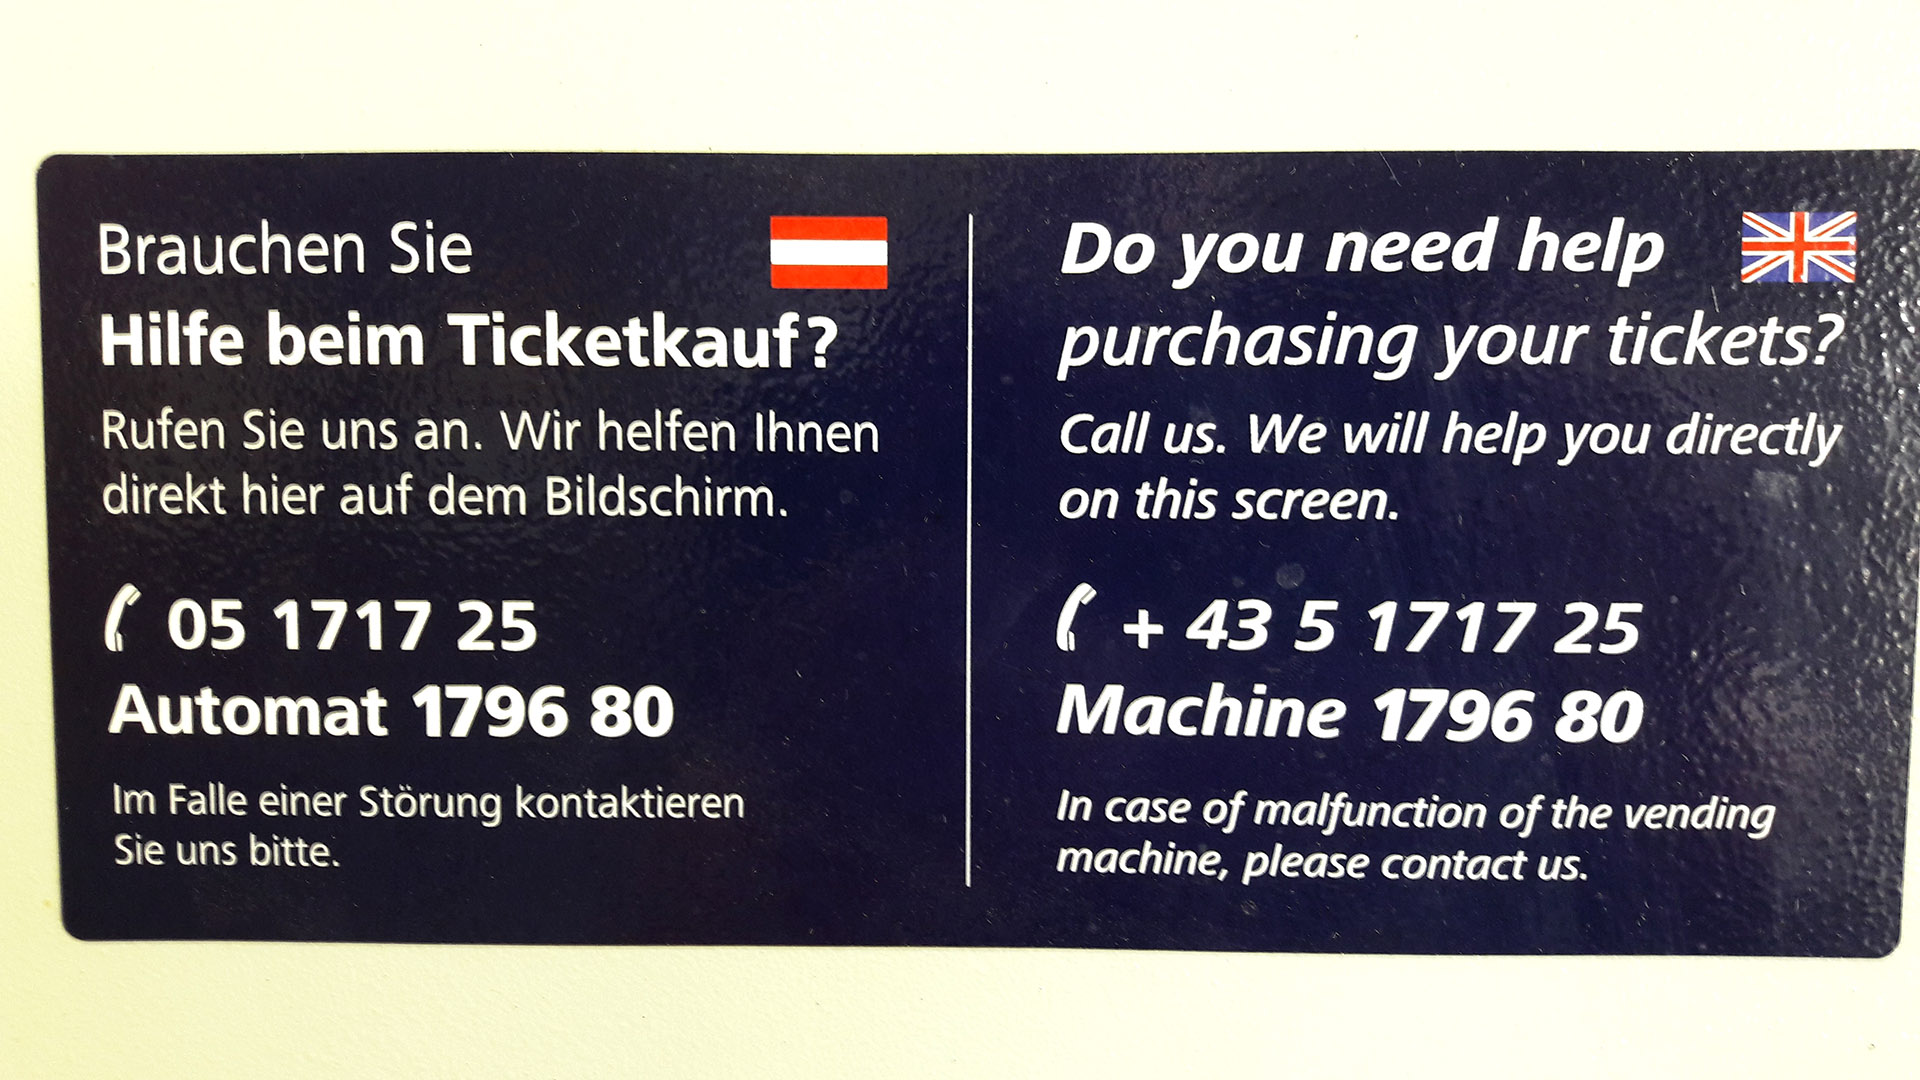 Brauchen Sie
Hilfe beim Ticketkauf?
Rufen Sie uns an. Wir helfen Ihnen
direkt hier auf dem Bildschirm.
05 1717 25
Automat 1796 80
Im Falle einer Störung kontaktieren
Sie uns bitte.
Do you need help
purchasing your tickets?
Call us. We will help you directly
on this screen.
+ 43 5 1717 25
Machine 1796 80
In case of malfunction of the vending
machine, please contact us.